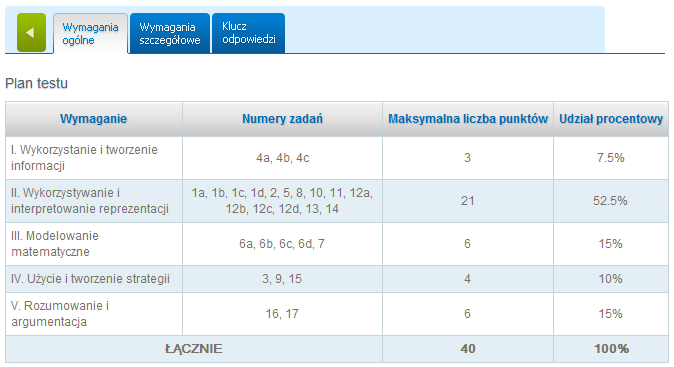 Wymagania
ogólne
Wymagania
szczegółowe
Klucz
odpowiedzi
Plan testu
Wymaganie Numery zadań Maksymalna liczba punktów Udział procentowy
I. Wykorzystanie i tworzenie
informacji
4a, 4b, 4c
3
7.5%
II. Wykorzystywanie i
interpretowanie reprezentacji
1a, 1b, 1c, 1d, 2, 5, 8, 10, 11, 12a,
12b, 12c, 12d, 13, 14
21
52.5%
III. Modelowanie
matematyczne
6a, 6b, 6c, 6d, 7
6
15%
IV. Użycie i tworzenie strategii 3, 9, 15 4 10%
V. Rozumowanie i
argumentacja
16, 17
6
15%
ŁĄCZNIE 40 100%